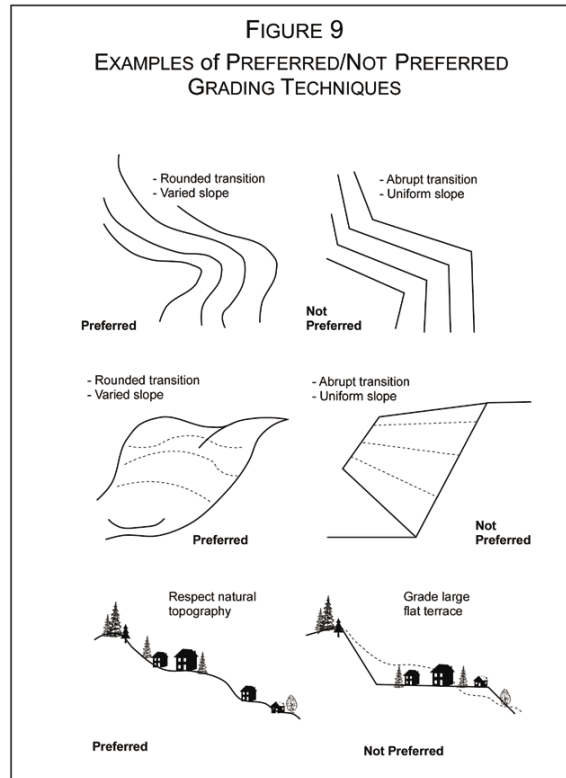 FIGURE 9
EXAMPLES of PREFERRED/NOT PREFERRED
GRADING TECHNIQUES
- Rounded transition
- Varied slope
Preferred
- Abrupt transition
- Uniform slope
Not
Preferred
- Rounded transition
- Varied slope
Preferred
- Abrupt transition
- Uniform slope
Not
Preferred
Respect natural
topography
Preferred
Grade large
flat terrace
Not Preferred